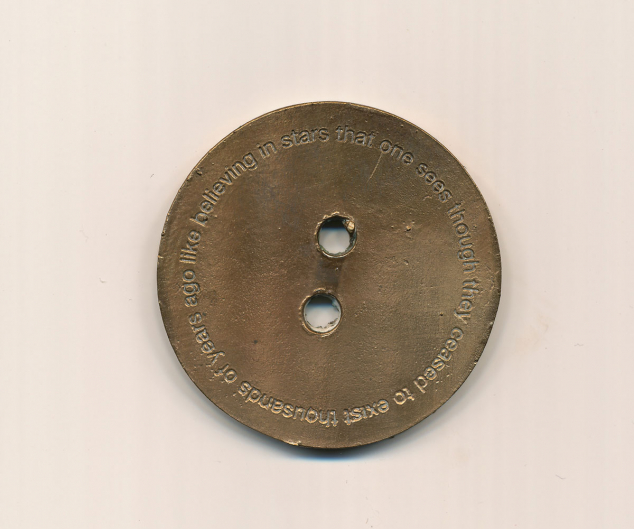 like believing in stars that one sees though they ceased to exist thousands of years ago